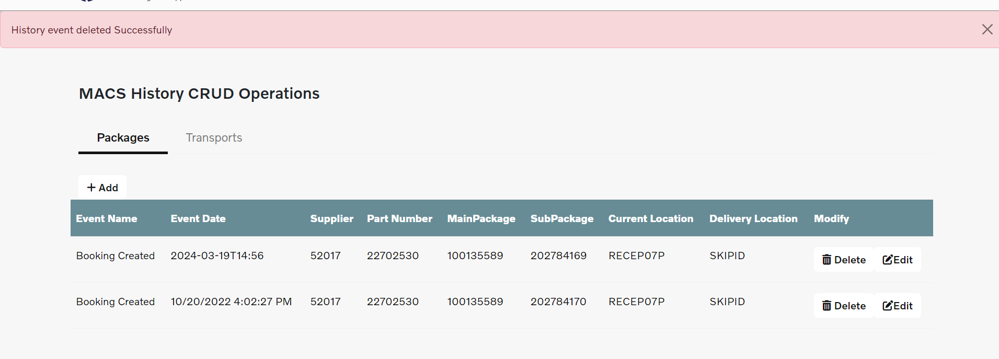 History event deleted Successfully
MACS History CRUD Operations
Packages Transports
+ Add
Event Name Event Date Supplier Part Number MainPackage SubPackage Current Location Delivery Location Modify
Booking Created 2024-03-19T14:56 52017 22702530 100135589 202784169 RECEP07P SKIPID Delete Edit
Booking Created 10/20/2022 4:02:27 PM 52017 22702530 100135589 202784170 RECEP07P SKIPID Delete Edit